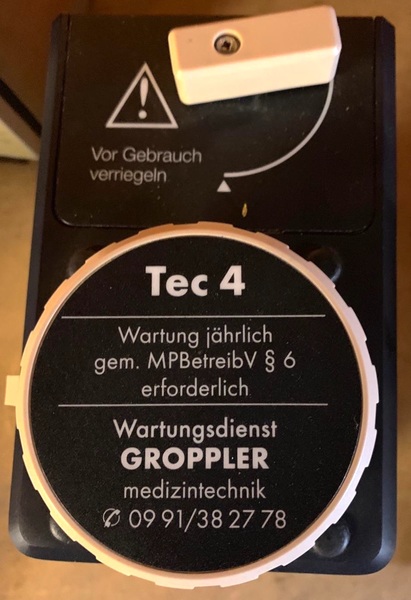 Vor Gebrauch
verriegeln
Tec 4
Wartung jährlich
gem. MPBetreibV § 6
erforderlich
Wartungsdienst
GROPPLER
medizintechnik
✆ 09 91/38 27 78